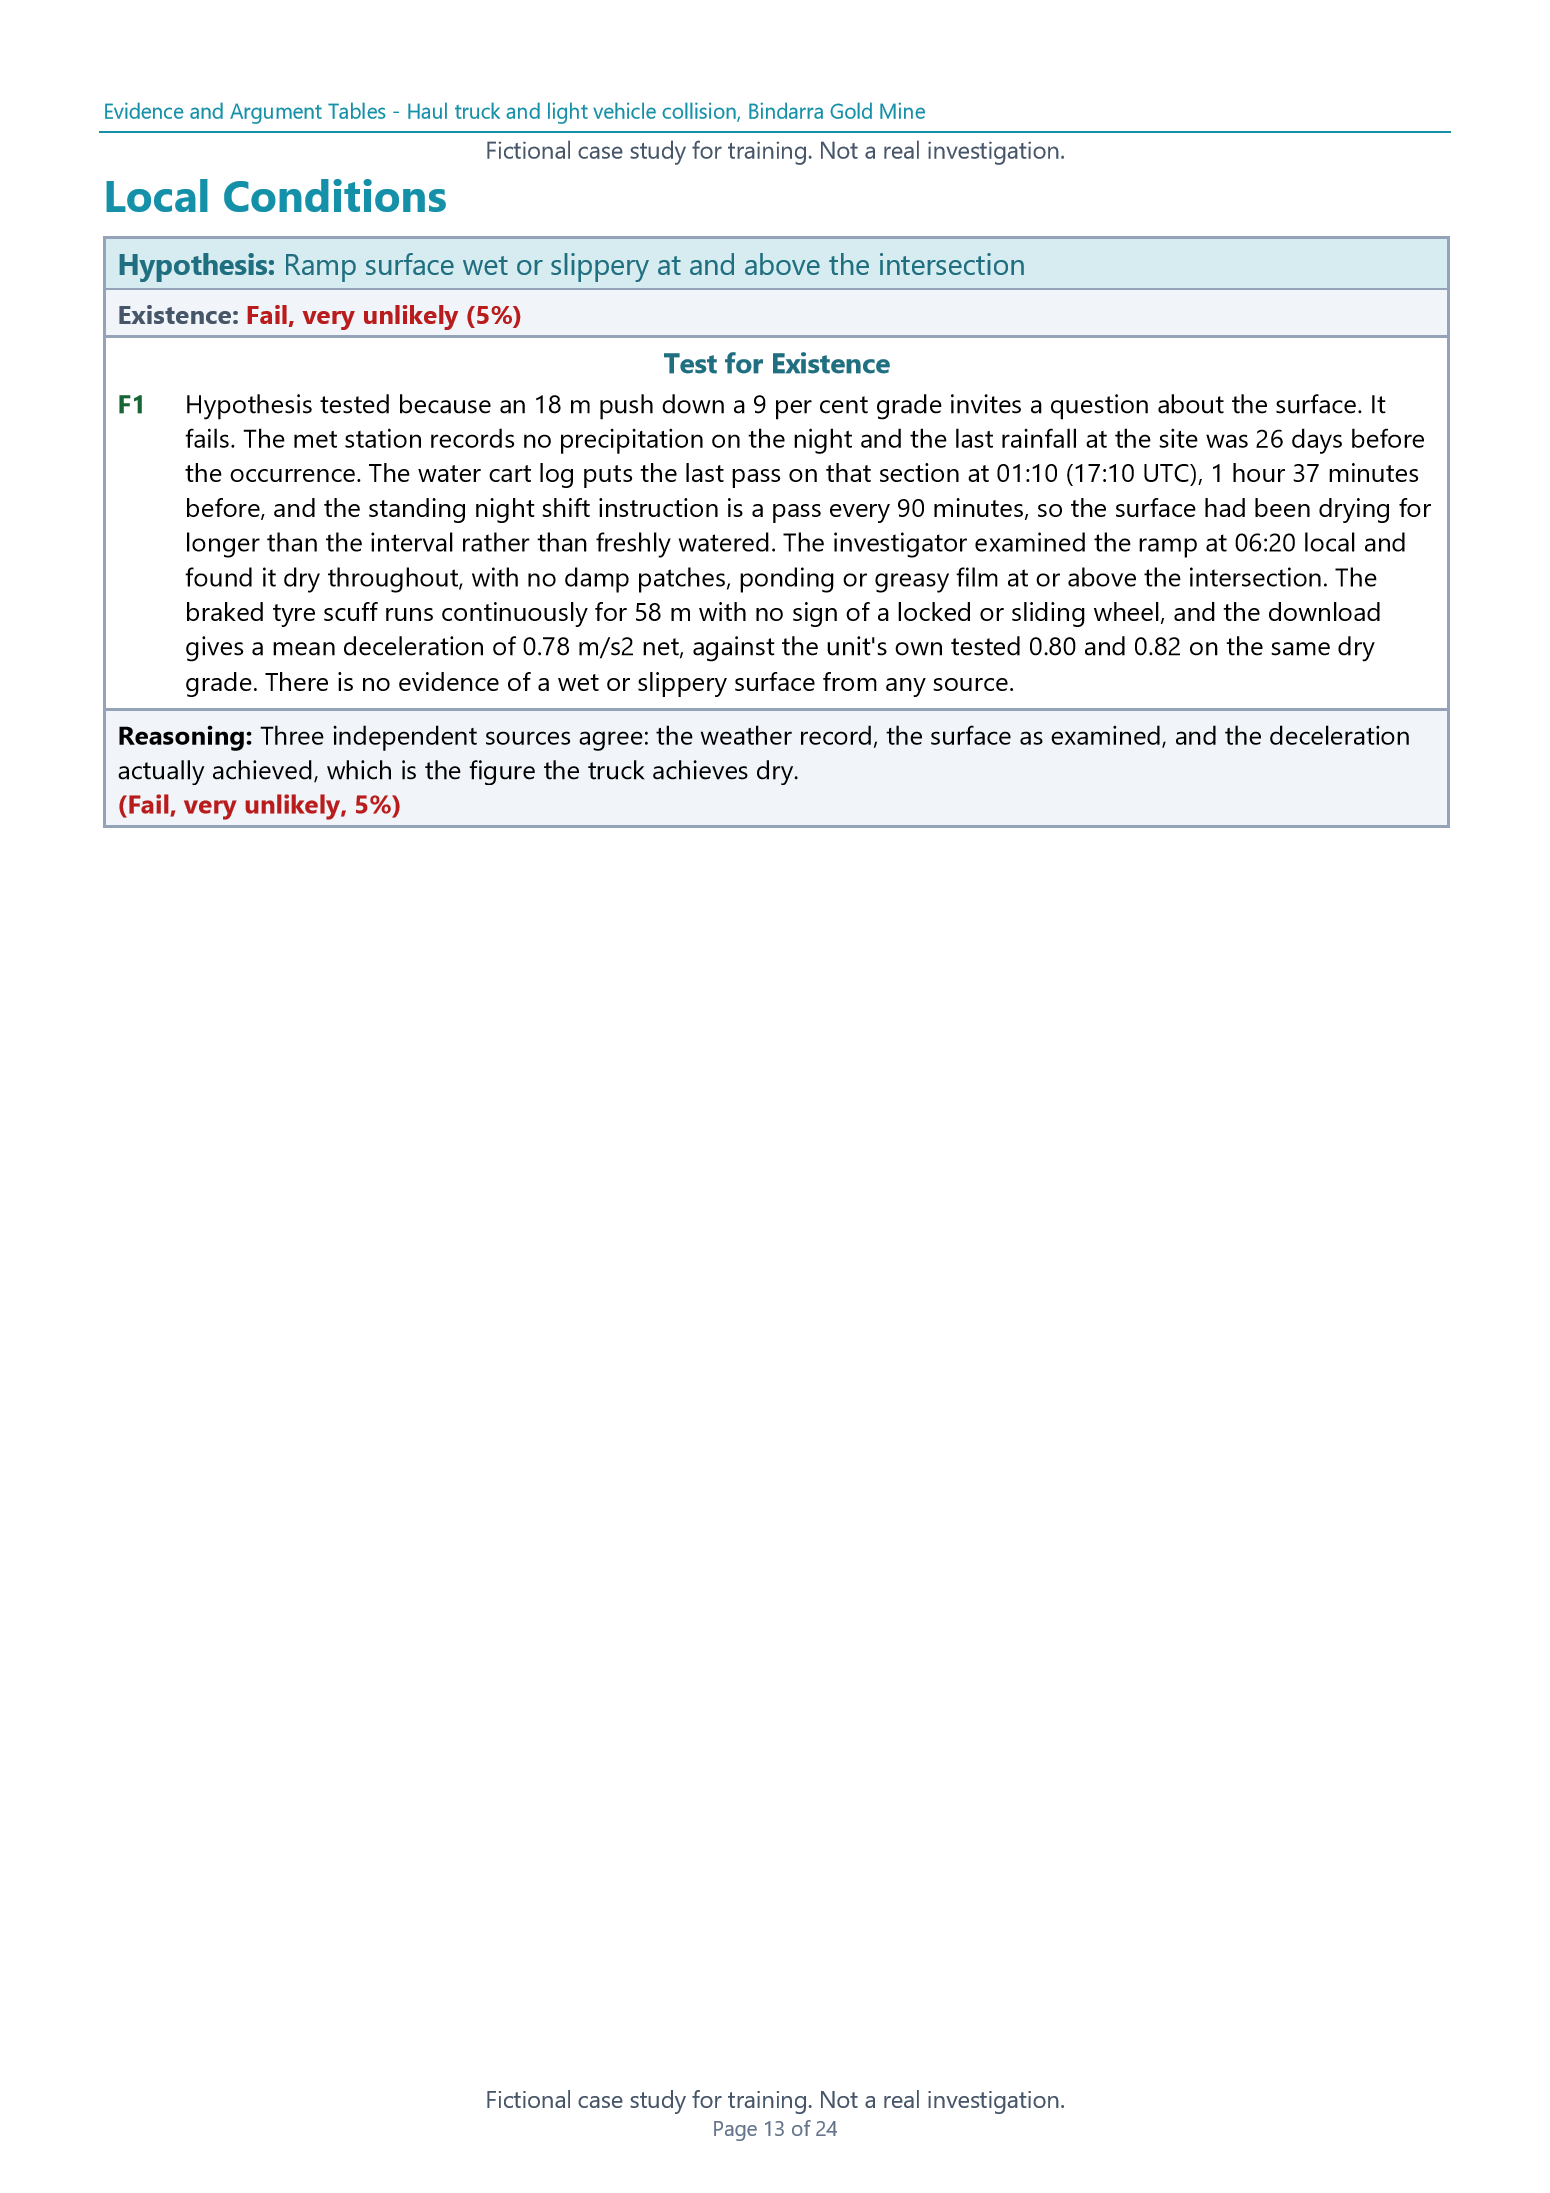 Evidence and Argument Tables - Haul truck and light vehicle collision, Bindarra Gold Mine
Fictional case study for training. Not a real investigation.
Local Conditions
Hypothesis: Ramp surface wet or slippery at and above the intersection
Existence: Fail, very unlikely (5%)
Test for Existence
F1 Hypothesis tested because an 18 m push down a 9 per cent grade invites a question about the surface. It
fails. The met station records no precipitation on the night and the last rainfall at the site was 26 days before
the occurrence. The water cart log puts the last pass on that section at 01:10 (17:10 UTC), 1 hour 37 minutes
before, and the standing night shift instruction is a pass every 90 minutes, so the surface had been drying for
longer than the interval rather than freshly watered. The investigator examined the ramp at 06:20 local and
found it dry throughout, with no damp patches, ponding or greasy film at or above the intersection. The
braked tyre scuff runs continuously for 58 m with no sign of a locked or sliding wheel, and the download
gives a mean deceleration of 0.78 m/s2 net, against the unit's own tested 0.80 and 0.82 on the same dry
grade. There is no evidence of a wet or slippery surface from any source.
Reasoning: Three independent sources agree: the weather record, the surface as examined, and the deceleration
actually achieved, which is the figure the truck achieves dry.
(Fail, very unlikely, 5%)
Fictional case study for training. Not a real investigation.
Page 13 of 24